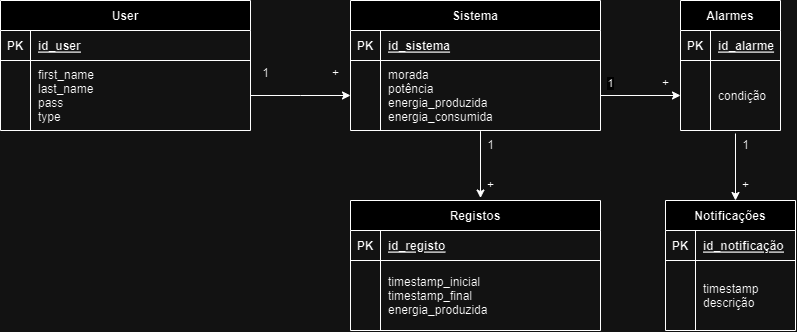 User
PK id_user
first_name
last_name
pass
type
1 +
Sistema
PK id_sistema
morada
potência
energia_produzida
energia_consumida
1 +
Alarmes
PK id_alarme
condição
1
+
1
+
Registos
PK id_registo
timestamp_inicial
timestamp_final
energia_produzida
Notificações
PK id_notificação
timestamp
descrição